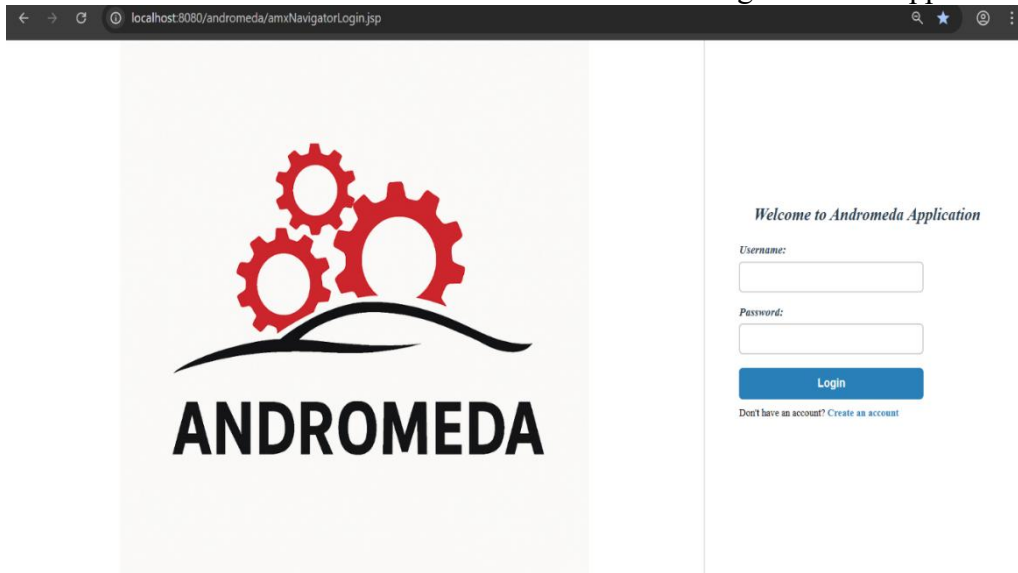 localhost:8080/andromeda/amxNavigatorLogin.jsp
ANDROMEDA
Welcome to Andromeda Application
Username:
Password:
Login
Don't have an account? Create an account